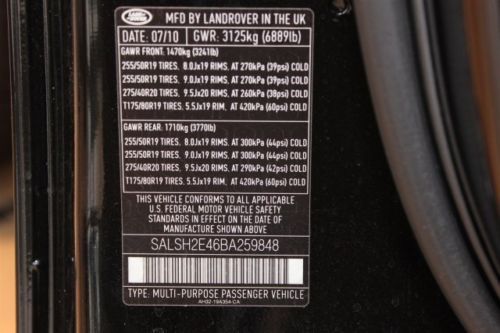 LAND ROVER
MFD BY LANDROVER IN THE UK
DATE: 07/10 GWR: 3125kg (6889lb)
GAWR FRONT: 1470kg (3241lb)
255/50R19 TIRES, 8.0Jx19 RIMS, AT 270kPa (39psi) COLD
255/50R19 TIRES, 9.0Jx19 RIMS, AT 270kPa (39psi) COLD
275/40R20 TIRES, 9.5Jx20 RIMS, AT 260kPa (38psi) COLD
T175/80R19 TIRES, 5.5Jx19 RIM, AT 420kPa (60psi) COLD
GAWR REAR: 1710kg (3770lb)
255/50R19 TIRES, 8.0Jx19 RIMS, AT 300kPa (44psi) COLD
255/50R19 TIRES, 9.0Jx19 RIMS, AT 300kPa (44psi) COLD
275/40R20 TIRES, 9.5Jx20 RIMS, AT 290kPa (42psi) COLD
T175/80R19 TIRES, 5.5Jx19 RIM, AT 420kPa (60psi) COLD
THIS VEHICLE CONFORMS TO ALL APPLICABLE
U.S. FEDERAL MOTOR VEHICLE SAFETY
STANDARDS IN EFFECT ON THE DATE OF
MANUFACTURE SHOWN ABOVE
SALSH2E46BA259848
TYPE: MULTI-PURPOSE PASSENGER VEHICLE
AH32-19A354-CA